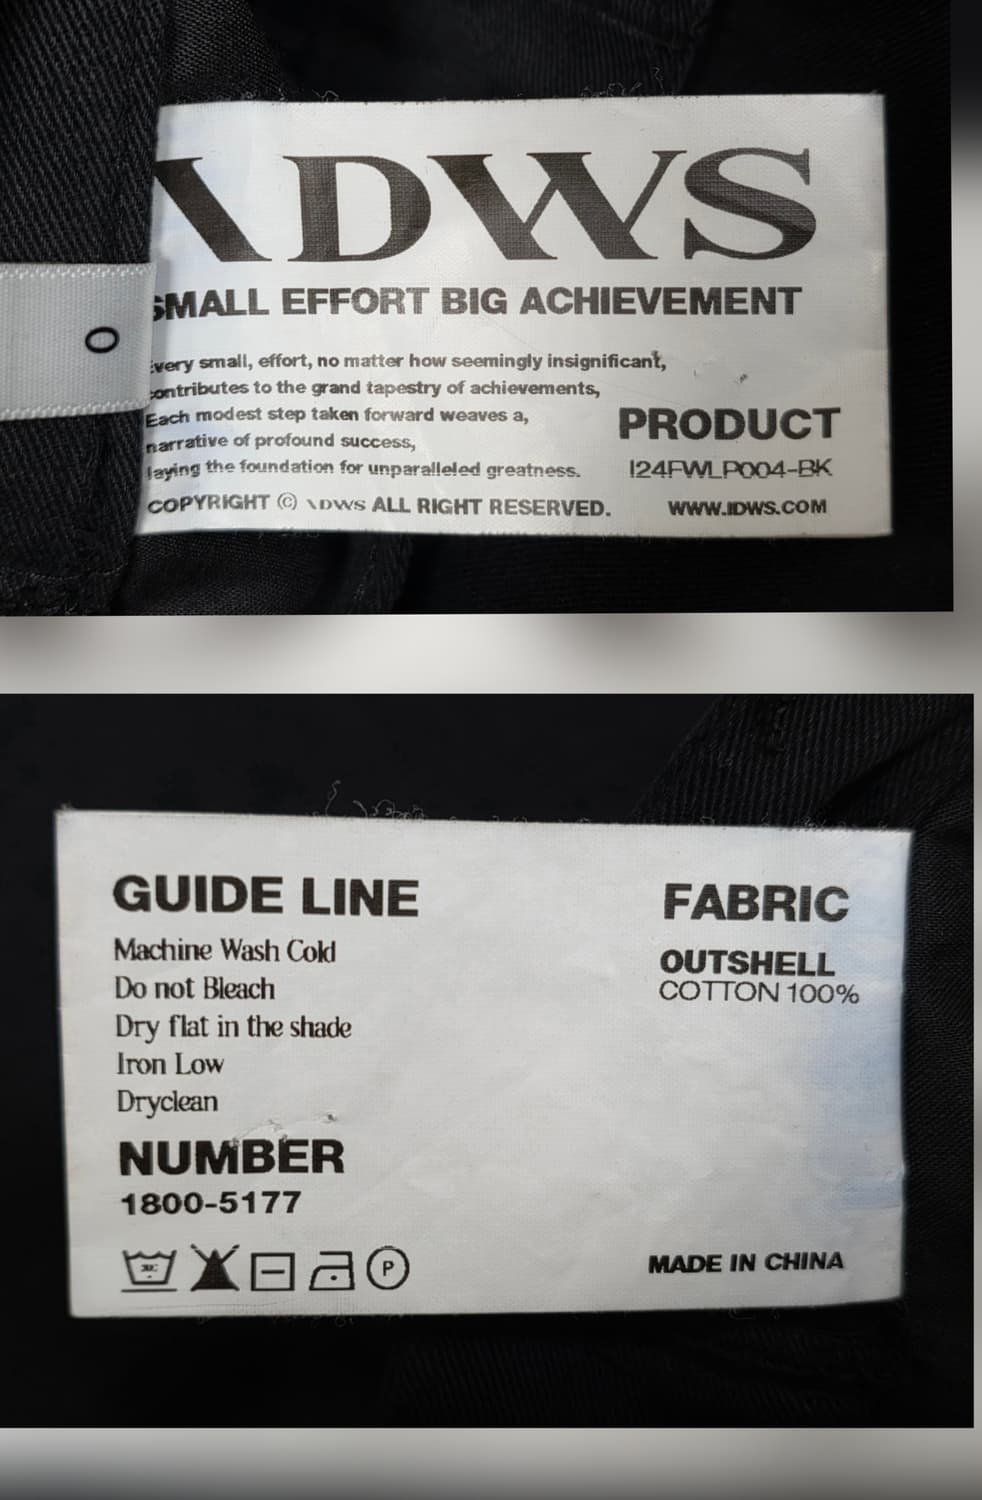 \DWS
SMALL EFFORT BIG ACHIEVEMENT
0
Every small, effort, no matter how seemingly insignificant,
contributes to the grand tapestry of achievements,
Each modest step taken forward weaves a,
narrative of profound success,
laying the foundation for unparalleled greatness.
PRODUCT
I24FWLP004-BK
COPYRIGHT © \DWS ALL RIGHT RESERVED.
WWW.IDWS.COM
GUIDE LINE
Machine Wash Cold
Do not Bleach
Dry flat in the shade
Iron Low
Dryclean
NUMBER
1800-5177
P
FABRIC
OUTSHELL
COTTON 100%
MADE IN CHINA